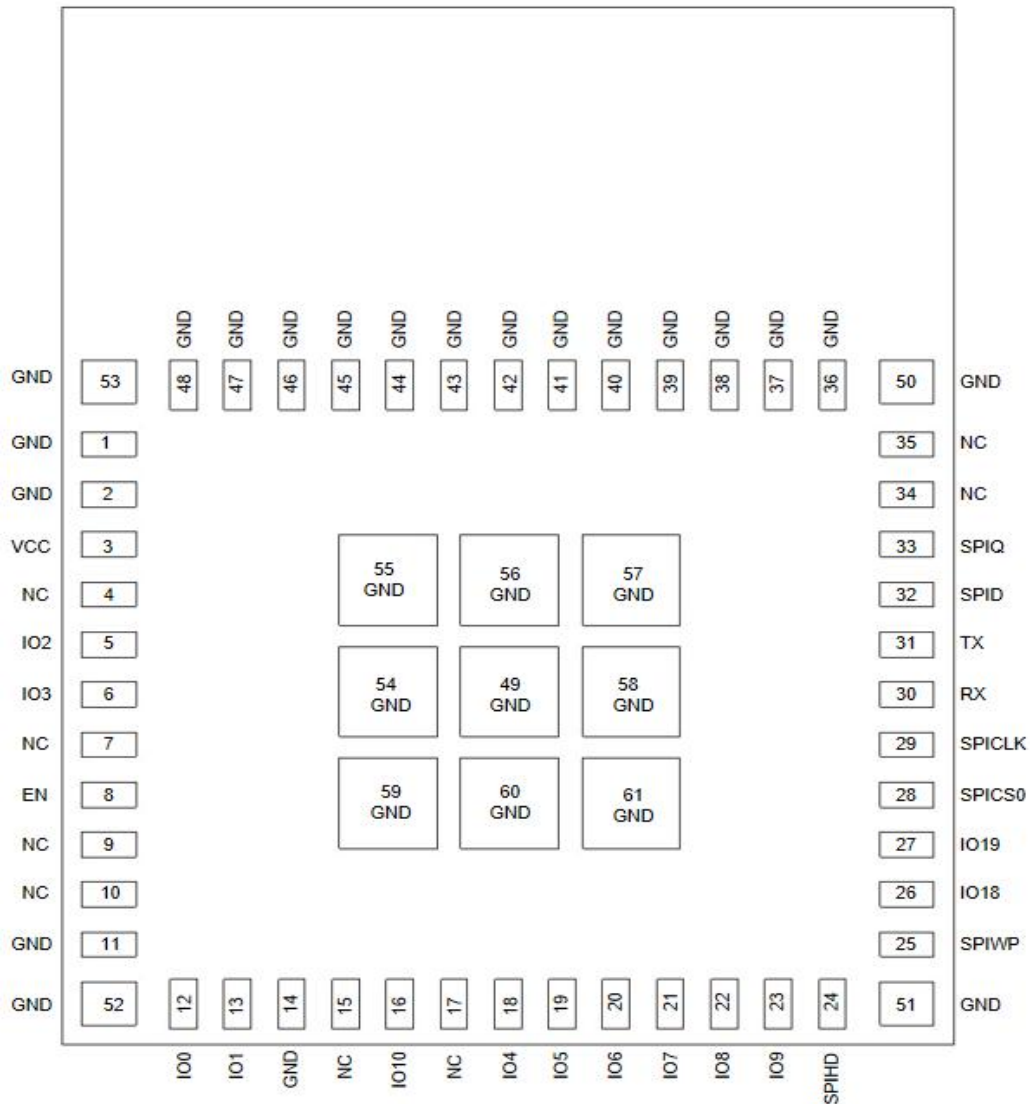 GND GND GND GND GND GND GND GND GND GND GND GND GND
GND 53 48 47 46 45 44 43 42 41 40 39 38 37 36 50 GND
GND 1 35 NC
GND 2 34 NC
VCC 3 33 SPIQ
55 56 57
GND GND GND
NC 4 32 SPID
IO2 5 31 TX
IO3 6 30 RX
54 49 58
GND GND GND
NC 7 29 SPICLK
EN 8 28 SPICS0
59 60 61
GND GND GND
NC 9 27 IO19
NC 10 26 IO18
GND 11 25 SPIWP
GND 52 12 13 14 15 16 17 18 19 20 21 22 23 24 51 GND
IO0 IO1 GND NC IO10 NC IO4 IO5 IO6 IO7 IO8 IO9 SPIHD